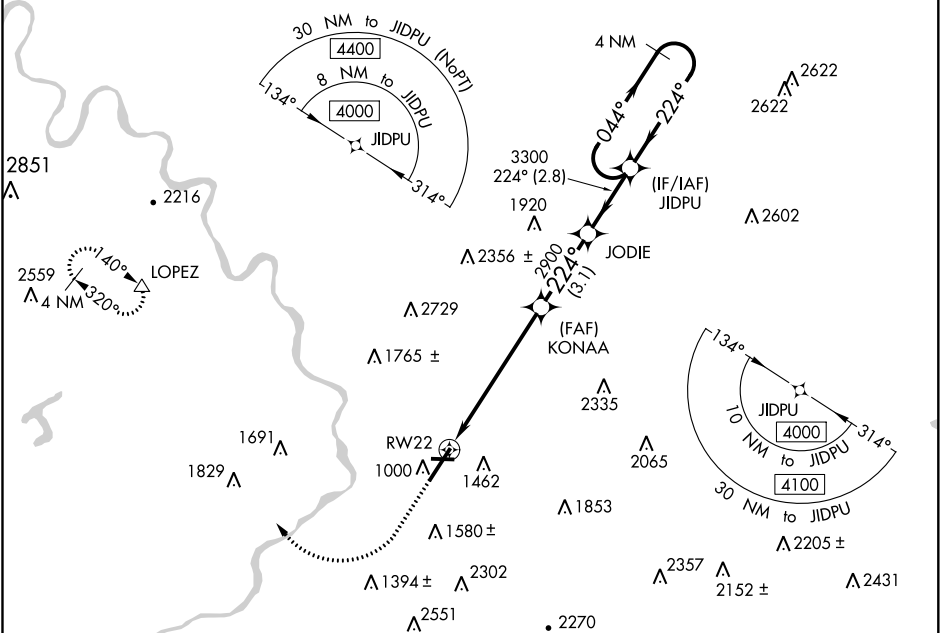 30 NM to JIDPU (NoPT)
4400
8 NM to JIDPU
4000
134°
JIDPU
314°
4 NM
044°
224°
2622
2622
3300
224° (2.8)
(IF/IAF)
JIDPU
2851
2216
1920
2602
JODIE
2356 ±
2900
224°
(3.1)
140°
LOPEZ
2559
4 NM
320°
2729
(FAF)
KONAA
1765 ±
134°
2335
JIDPU
4000
10 NM to JIDPU
314°
4100
30 NM to JIDPU
RW22
1691
2065
1000
1462
1829
1853
1580 ±
2205 ±
2357
1394 ±
2302
2152 ±
2431
2551
2270